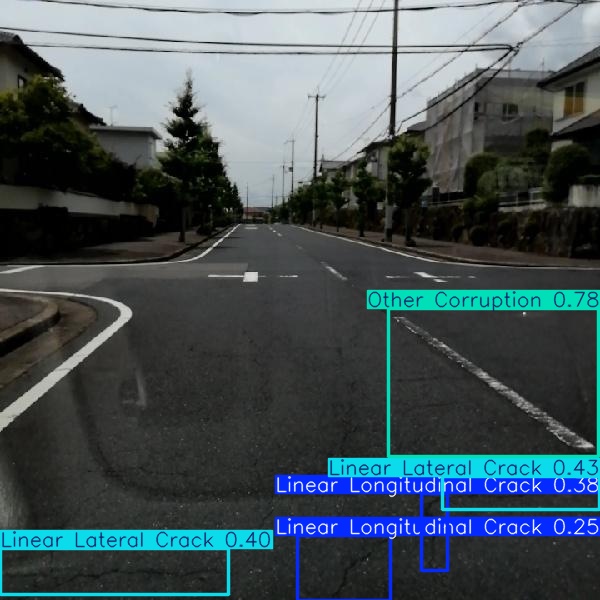 Other Corruption 0.78
Linear Lateral Crack 0.43
Linear Longitudinal Crack 0.38
Linear Longitudinal Crack 0.25
Linear Lateral Crack 0.40